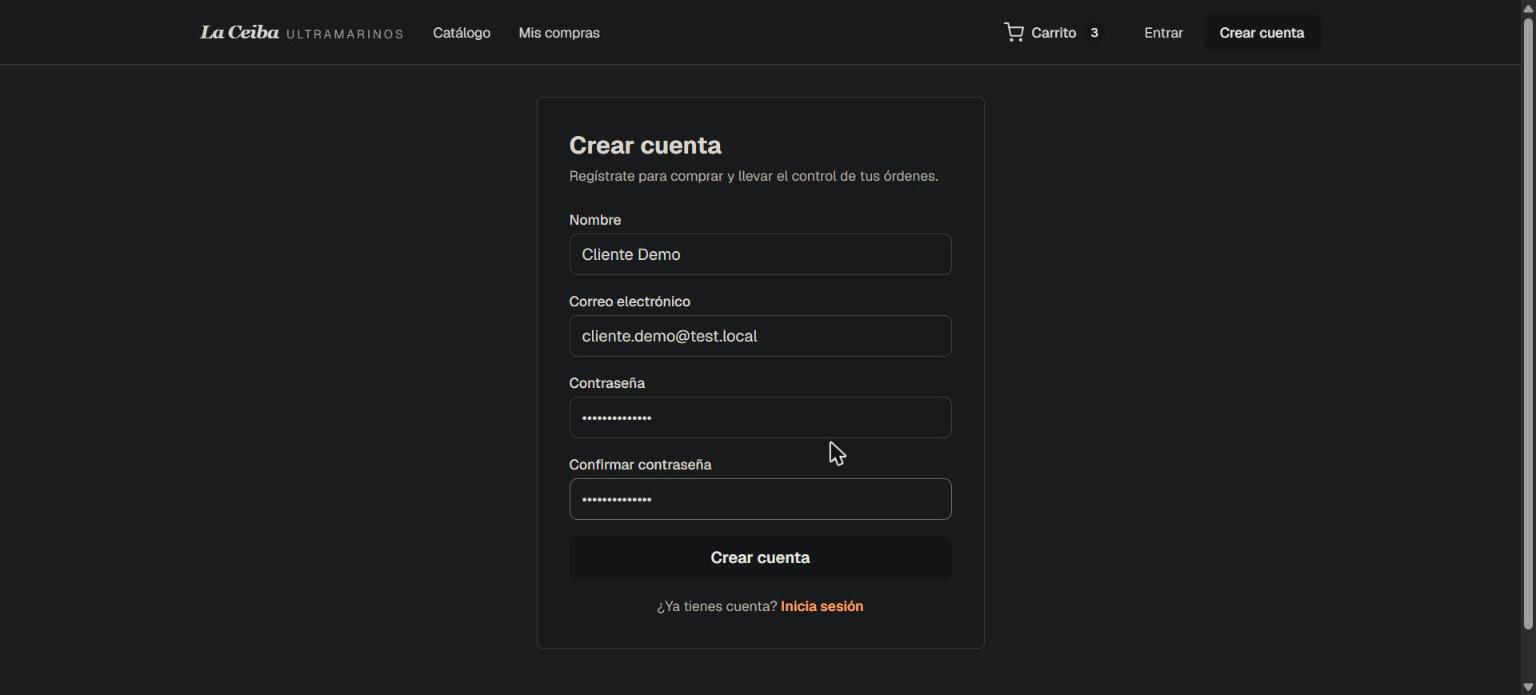 La Ceiba ULTRAMARINOS Catálogo Mis compras Carrito 3 Entrar Crear cuenta
Crear cuenta
Regístrate para comprar y llevar el control de tus órdenes.
Nombre
Cliente Demo
Correo electrónico
cliente.demo@test.local
Contraseña
••••••••••••••
Confirmar contraseña
••••••••••••••
Crear cuenta
¿Ya tienes cuenta? Inicia sesión